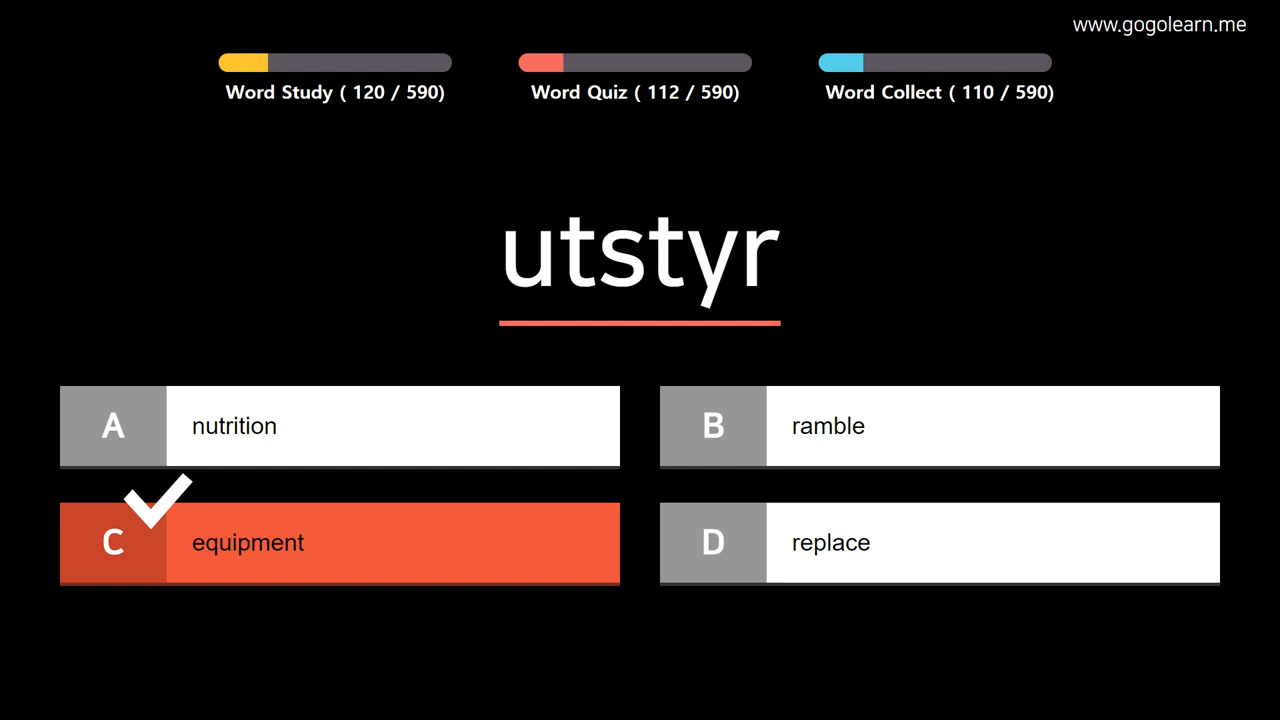 www.gogolearn.me
Word Study ( 120 / 590)
Word Quiz ( 112 / 590)
Word Collect ( 110 / 590)
utstyr
A nutrition
B ramble
C equipment
D replace